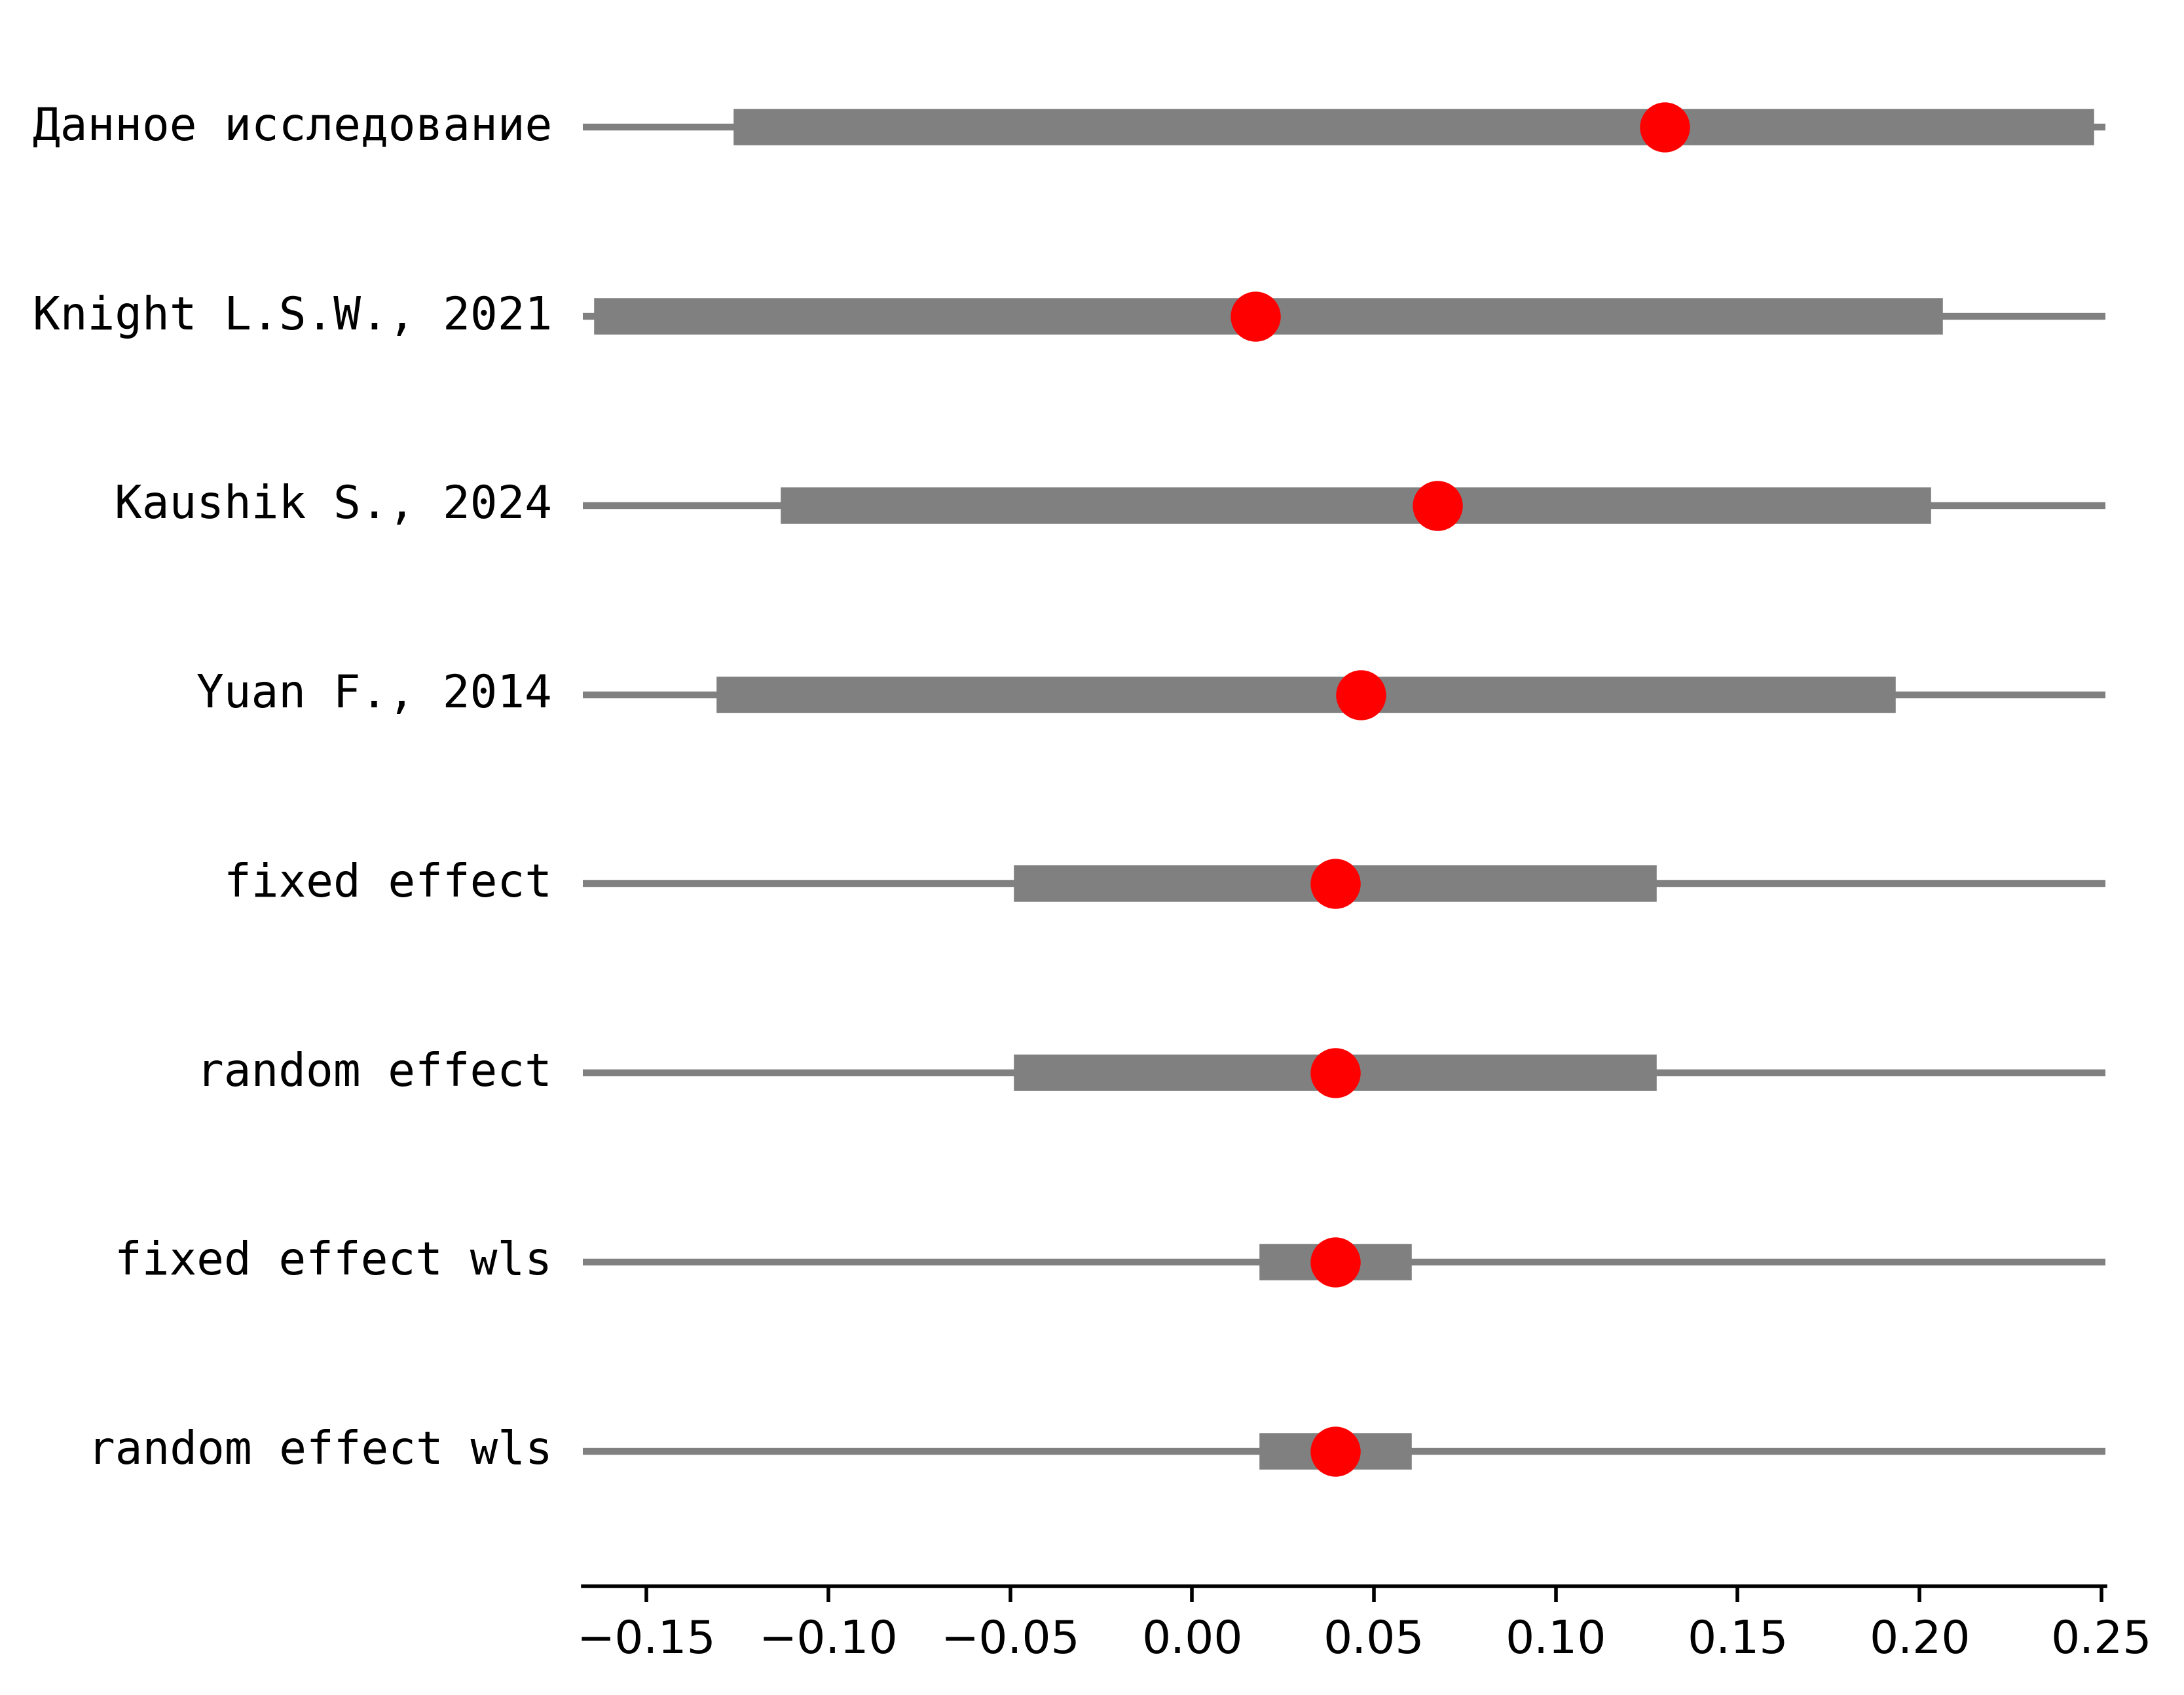 Данное исследование
Knight L.S.W., 2021
Kaushik S., 2024
Yuan F., 2014
fixed effect
random effect
fixed effect wls
random effect wls
−0.15 −0.10 −0.05 0.00 0.05 0.10 0.15 0.20 0.25